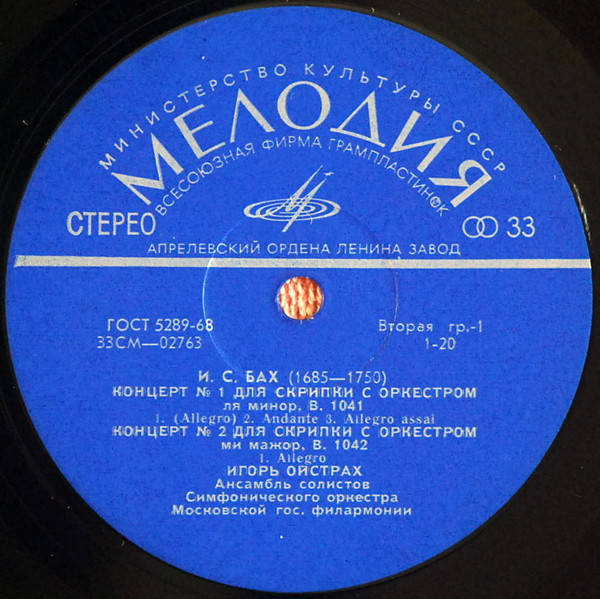 МИНИСТЕРСТВО КУЛЬТУРЫ СССР
МЕЛОДИЯ
ВСЕСОЮЗНАЯ ФИРМА ГРАМПЛАСТИНОК
СТЕРЕО
33
АПРЕЛЕВСКИЙ ОРДЕНА ЛЕНИНА ЗАВОД
ГОСТ 5289-68
Вторая гр.-1
33СМ—02763
1-20
И. С. БАХ (1685—1750)
КОНЦЕРТ № 1 ДЛЯ СКРИПКИ С ОРКЕСТРОМ
ля минор, В. 1041
1. (Allegro) 2. Andante 3. Allegro assai
КОНЦЕРТ № 2 ДЛЯ СКРИПКИ С ОРКЕСТРОМ
ми мажор, В. 1042
1. Allegro
ИГОРЬ ОЙСТРАХ
Ансамбль солистов
Симфонического оркестра
Московской гос. филармонии